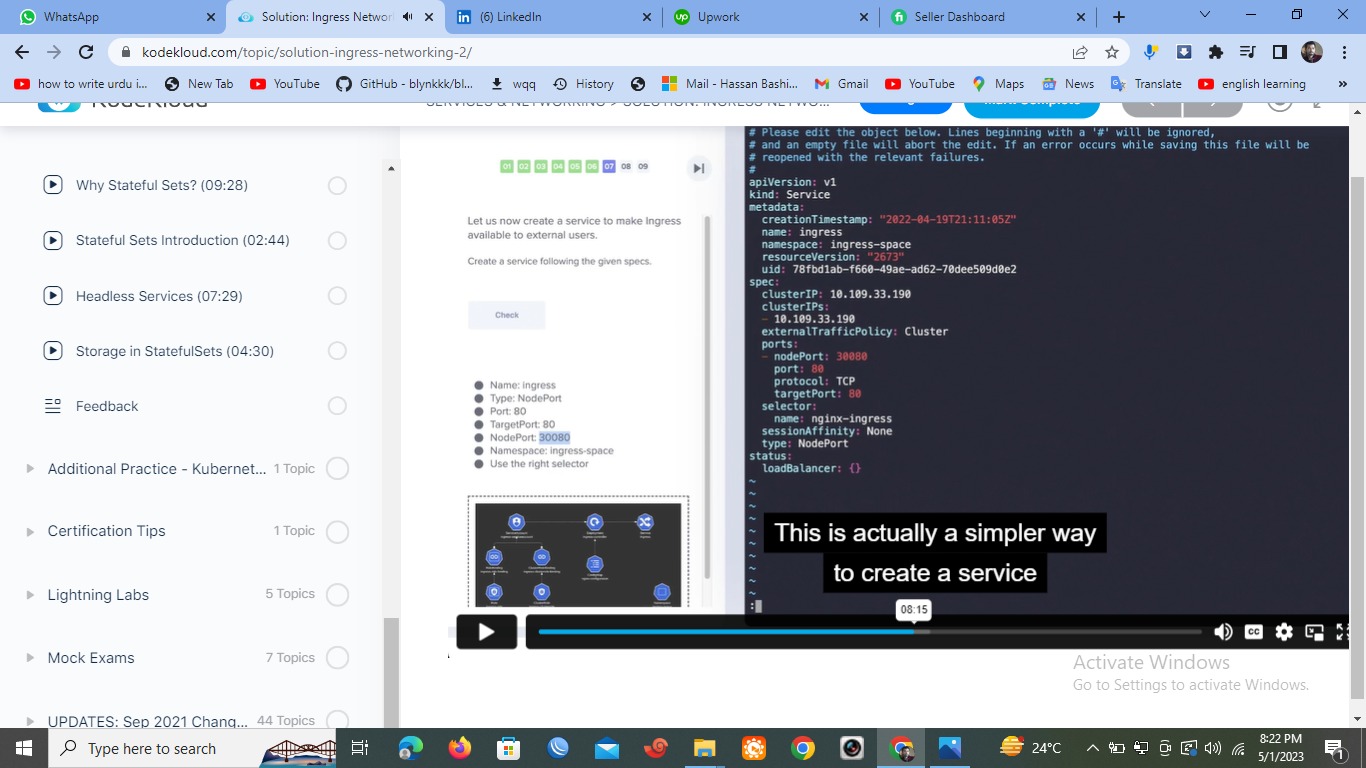 WhatsApp
Solution: Ingress Networ
(6) LinkedIn
Upwork
Seller Dashboard
kodekloud.com/topic/solution-ingress-networking-2/
how to write urdu i...
New Tab
YouTube
GitHub - blynkkk/bl...
wqq
History
Mail - Hassan Bashi...
Gmail
YouTube
Maps
News
Translate
english learning
»
KodeKloud
SERVICES & NETWORKING > SOLUTION: INGRESS NETWO...
Why Stateful Sets? (09:28)
Stateful Sets Introduction (02:44)
Headless Services (07:29)
Storage in StatefulSets (04:30)
Feedback
Additional Practice - Kubernet... 1 Topic
Certification Tips 1 Topic
Lightning Labs 5 Topics
Mock Exams 7 Topics
UPDATES: Sep 2021 Chang... 44 Topics
01 02 03 04 05 06 07 08 09
Let us now create a service to make Ingress
available to external users.
Create a service following the given specs.
Check
Name: ingress
Type: NodePort
Port: 80
TargetPort: 80
NodePort: 30080
Namespace: ingress-space
Use the right selector
# Please edit the object below. Lines beginning with a '#' will be ignored,
# and an empty file will abort the edit. If an error occurs while saving this file will be
# reopened with the relevant failures.
#
apiVersion: v1
kind: Service
metadata:
creationTimestamp: "2022-04-19T21:11:05Z"
name: ingress
namespace: ingress-space
resourceVersion: "2673"
uid: 78fbd1ab-f660-49ae-ad62-70dee509d0e2
spec:
clusterIP: 10.109.33.190
clusterIPs:
- 10.109.33.190
externalTrafficPolicy: Cluster
ports:
- nodePort: 30080
port: 80
protocol: TCP
targetPort: 80
selector:
name: nginx-ingress
sessionAffinity: None
type: NodePort
status:
loadBalancer: {}
~
~
~
~
~
~
~
~
~
~
:
This is actually a simpler way
to create a service
08:15
CC
Activate Windows
Go to Settings to activate Windows.
Type here to search
24°C
8:22 PM
5/1/2023
1